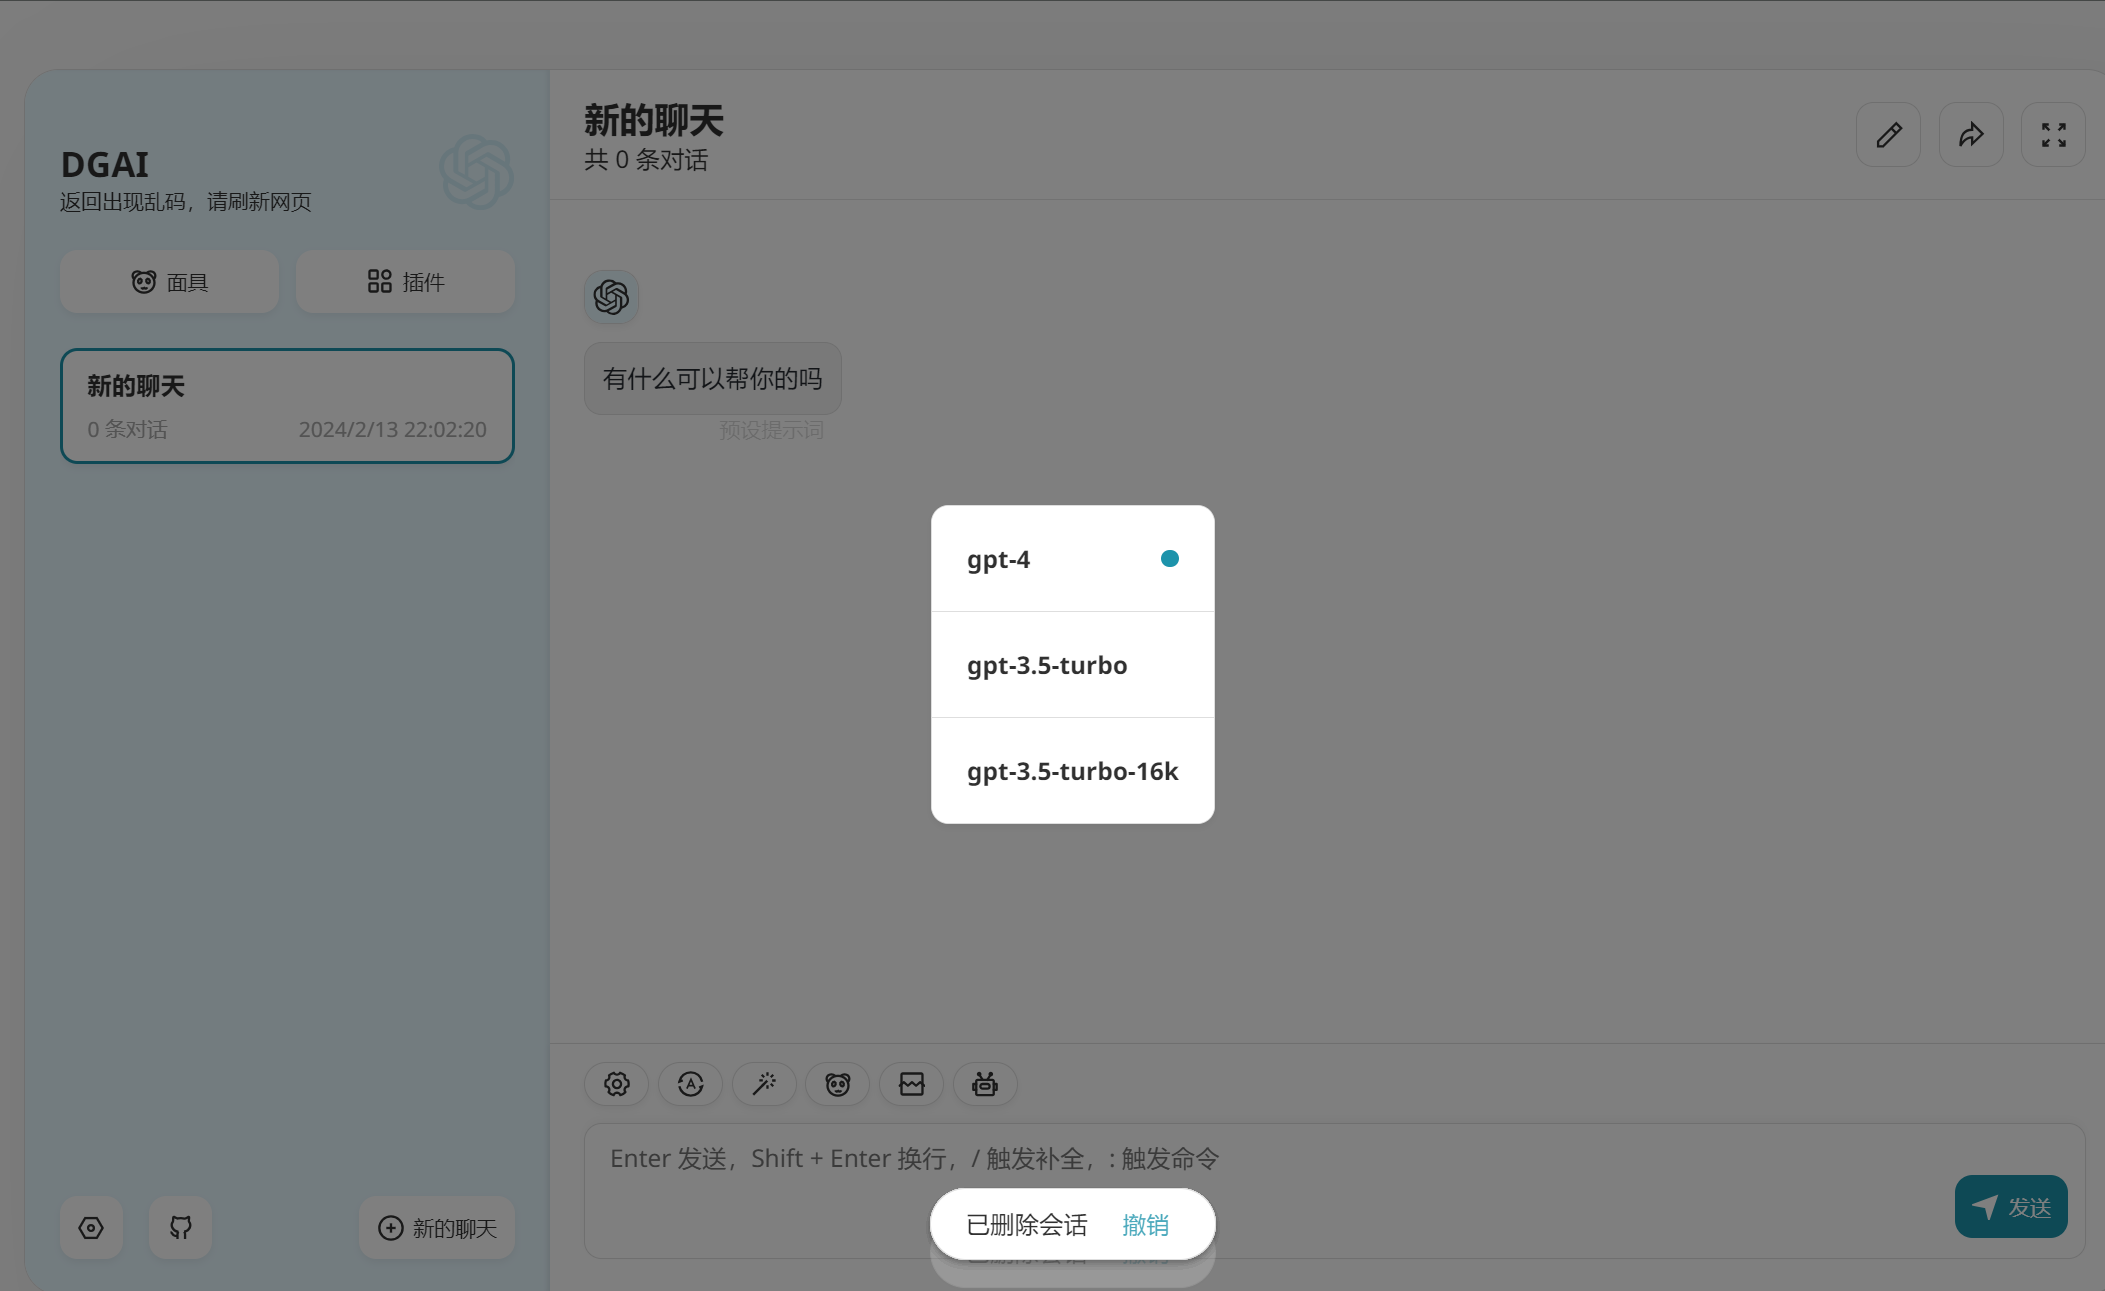 DGAI
返回出现乱码，请刷新网页
面具
插件
新的聊天
0 条对话
2024/2/13 22:02:20
新的聊天
新的聊天
共 0 条对话
有什么可以帮你的吗
预设提示词
gpt-4
gpt-3.5-turbo
gpt-3.5-turbo-16k
Enter 发送，Shift + Enter 换行，/ 触发补全，: 触发命令
发送
已删除会话
撤销